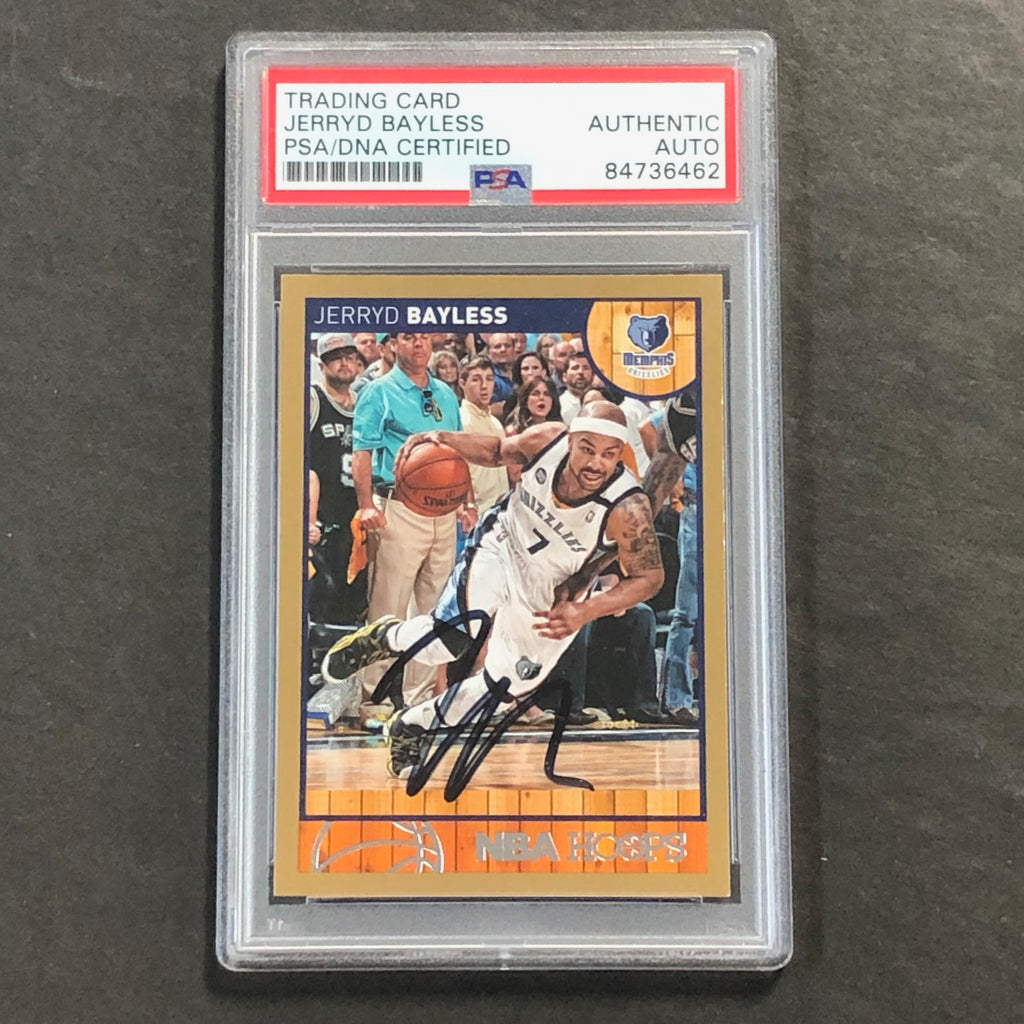 TRADING CARD
JERRYD BAYLESS
PSA/DNA CERTIFIED
AUTHENTIC
AUTO
84736462
PSA
JERRYD BAYLESS
MEMPHIS
GRIZZLIES
SPALDING
GRIZZLIES
7
NBA HOOPS